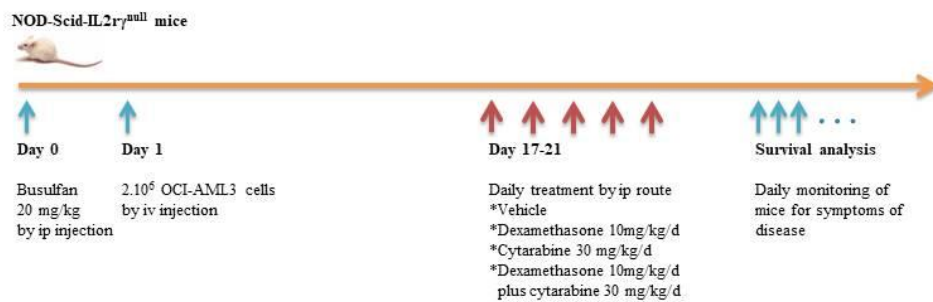 NOD-Scid-IL2rγnull mice
Day 0
Busulfan
20 mg/kg
by ip injection
Day 1
2.10⁶ OCI-AML3 cells
by iv injection
Day 17-21
Daily treatment by ip route
*Vehicle
*Dexamethasone 10mg/kg/d
*Cytarabine 30 mg/kg/d
*Dexamethasone 10mg/kg/d
plus cytarabine 30 mg/kg/d
. . .
Survival analysis
Daily monitoring of
mice for symptoms of
disease